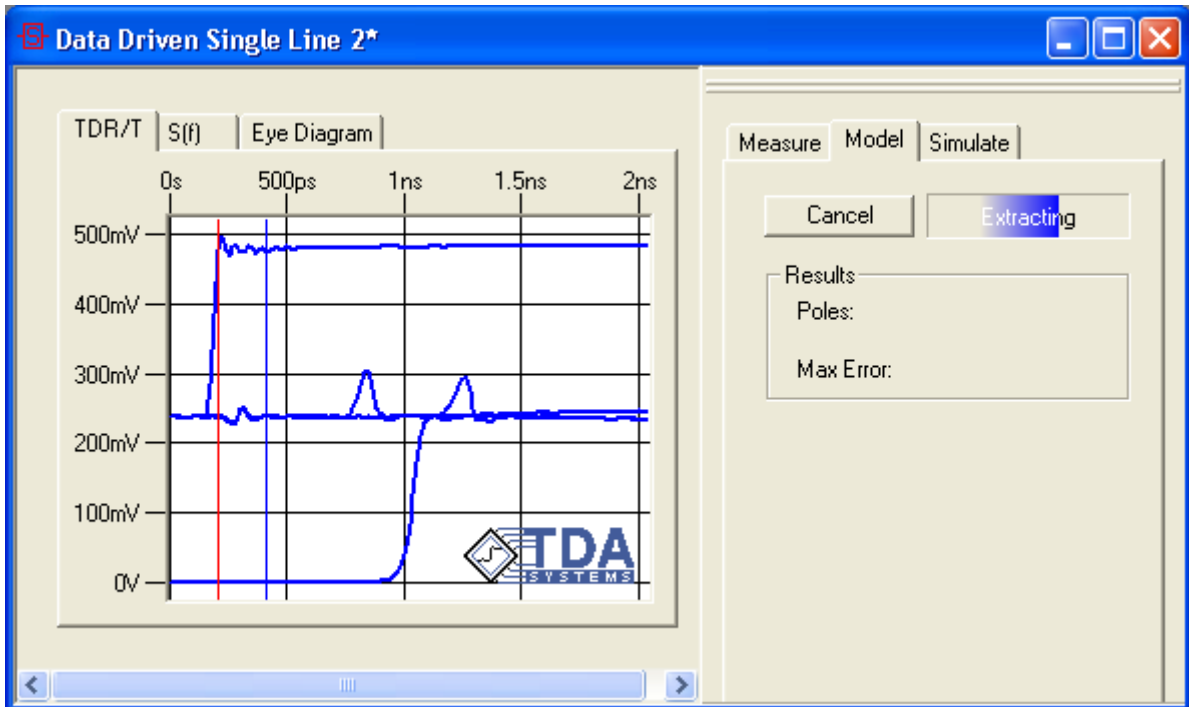 Data Driven Single Line 2*
TDR/T S(f) Eye Diagram
0s 500ps 1ns 1.5ns 2ns
500mV
400mV
300mV
200mV
100mV
0V
TDA
SYSTEMS
Measure Model Simulate
Cancel Extracting
Results
Poles:
Max Error: